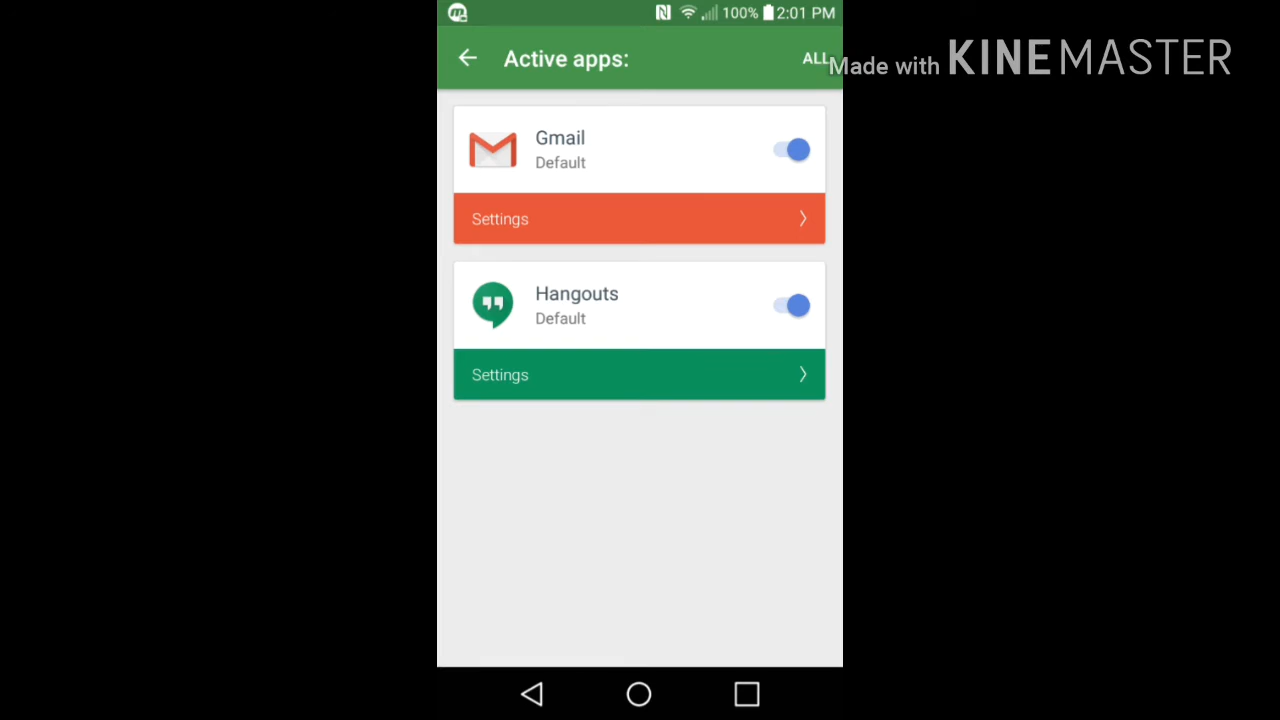 100% 2:01 PM
Active apps:
ALL
Made with KINEMASTER
Gmail
Default
Settings
Hangouts
Default
Settings